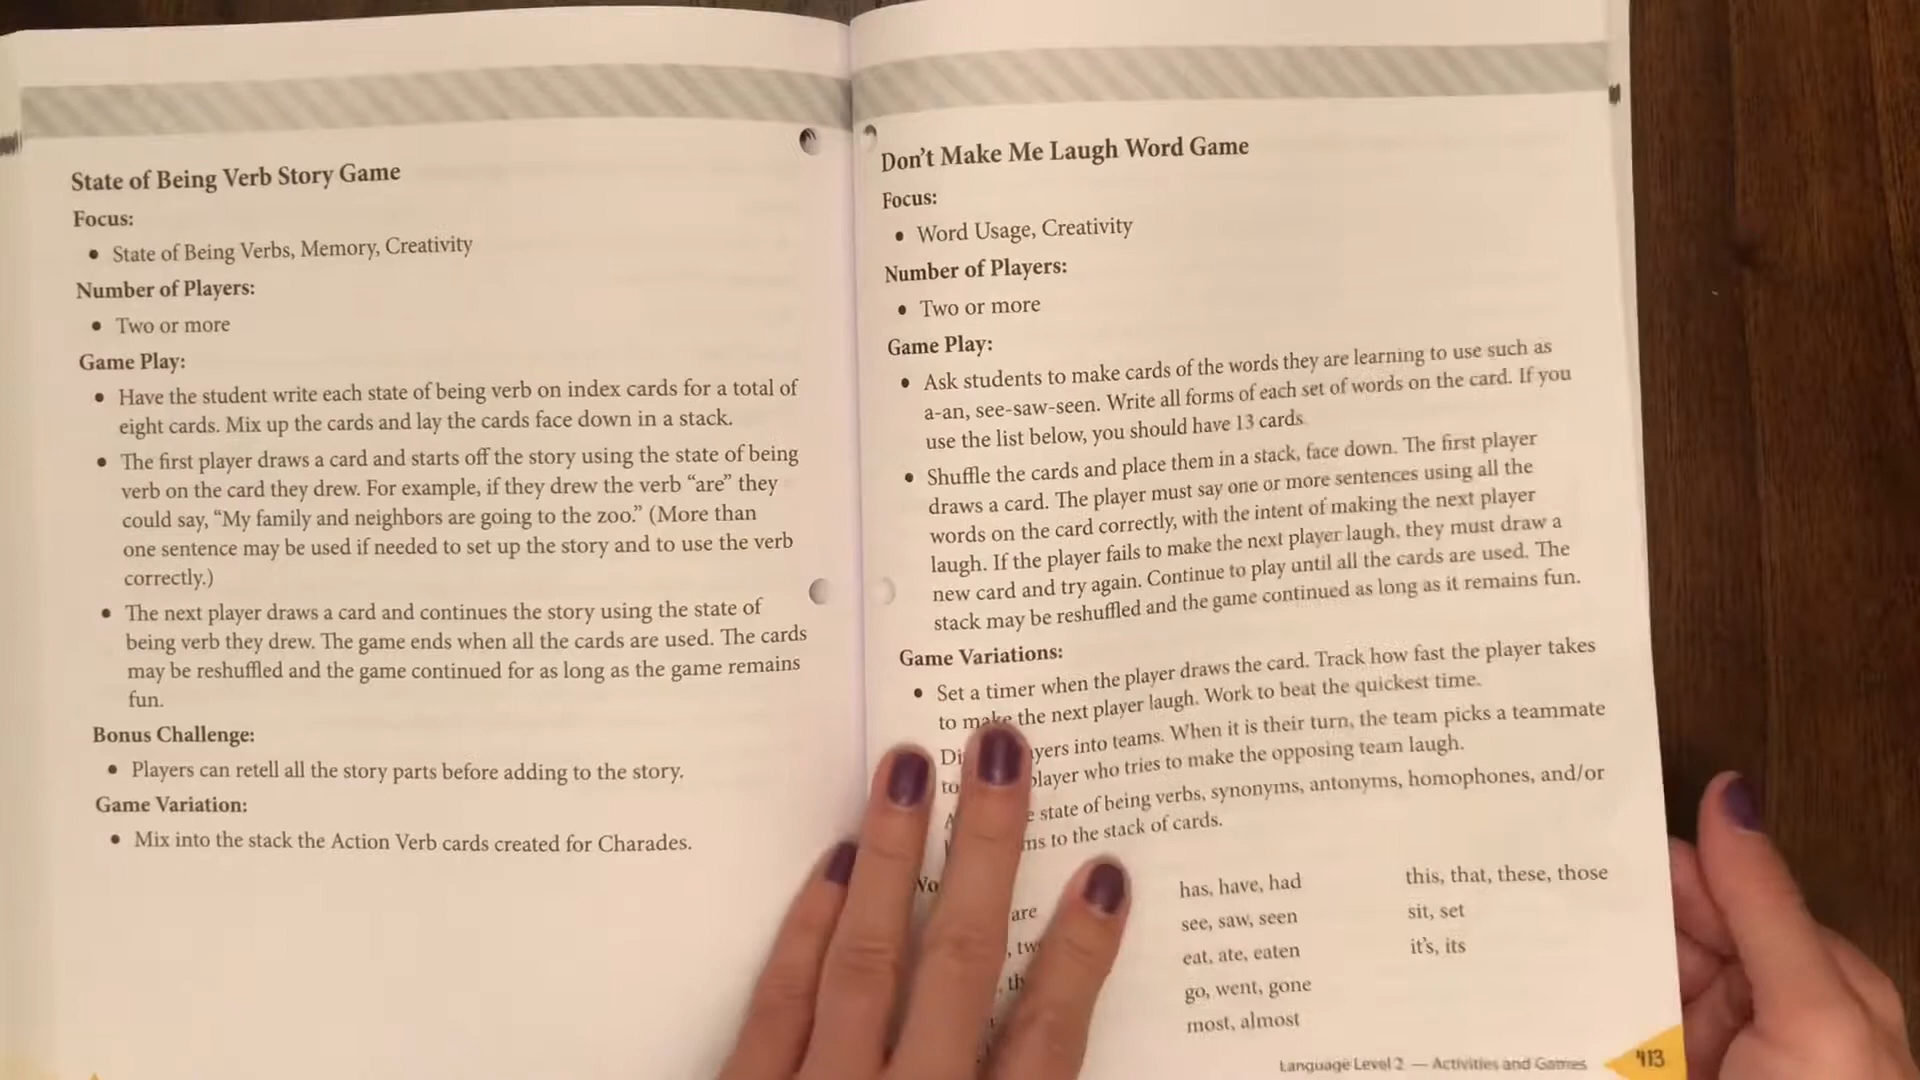 State of Being Verb Story Game
Focus:
• State of Being Verbs, Memory, Creativity
Number of Players:
• Two or more
Game Play:
• Have the student write each state of being verb on index cards for a total of
eight cards. Mix up the cards and lay the cards face down in a stack.
• The first player draws a card and starts off the story using the state of being
verb on the card they drew. For example, if they drew the verb “are” they
could say, “My family and neighbors are going to the zoo.” (More than
one sentence may be used if needed to set up the story and to use the verb
correctly.)
• The next player draws a card and continues the story using the state of
being verb they drew. The game ends when all the cards are used. The cards
may be reshuffled and the game continued for as long as the game remains
fun.
Bonus Challenge:
• Players can retell all the story parts before adding to the story.
Game Variation:
• Mix into the stack the Action Verb cards created for Charades.
Don’t Make Me Laugh Word Game
Focus:
• Word Usage, Creativity
Number of Players:
• Two or more
Game Play:
• Ask students to make cards of the words they are learning to use such as
a-an, see-saw-seen. Write all forms of each set of words on the card. If you
use the list below, you should have 13 cards
• Shuffle the cards and place them in a stack, face down. The first player
draws a card. The player must say one or more sentences using all the
words on the card correctly, with the intent of making the next player
laugh. If the player fails to make the next player laugh, they must draw a
new card and try again. Continue to play until all the cards are used. The
stack may be reshuffled and the game continued as long as it remains fun.
Game Variations:
• Set a timer when the player draws the card. Track how fast the player takes
to make the next player laugh. Work to beat the quickest time.
into teams. When it is their turn, the team picks a teammate
to player who tries to make the opposing team laugh.
state of being verbs, synonyms, antonyms, homophones, and/or
to the stack of cards.
are
has, have, had
see, saw, seen
eat, ate, eaten
go, went, gone
most, almost
this, that, these, those
sit, set
it’s, its
Language Level 2 — Activities and Games
413